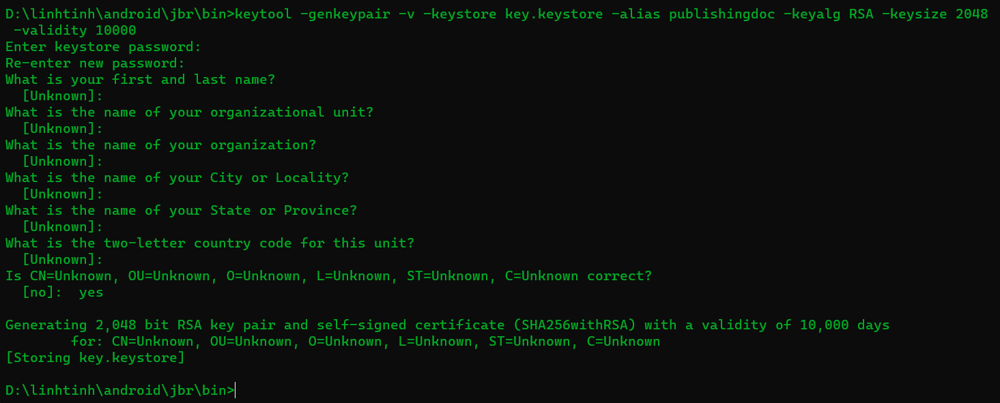 D:\linhtinh\android\jbr\bin>keytool -genkeypair -v -keystore key.keystore -alias publishingdoc -keyalg RSA -keysize 2048
-validity 10000
Enter keystore password:
Re-enter new password:
What is your first and last name?
[Unknown]:
What is the name of your organizational unit?
[Unknown]:
What is the name of your organization?
[Unknown]:
What is the name of your City or Locality?
[Unknown]:
What is the name of your State or Province?
[Unknown]:
What is the two-letter country code for this unit?
[Unknown]:
Is CN=Unknown, OU=Unknown, O=Unknown, L=Unknown, ST=Unknown, C=Unknown correct?
[no]:  yes
Generating 2,048 bit RSA key pair and self-signed certificate (SHA256withRSA) with a validity of 10,000 days
for: CN=Unknown, OU=Unknown, O=Unknown, L=Unknown, ST=Unknown, C=Unknown
[Storing key.keystore]
D:\linhtinh\android\jbr\bin>